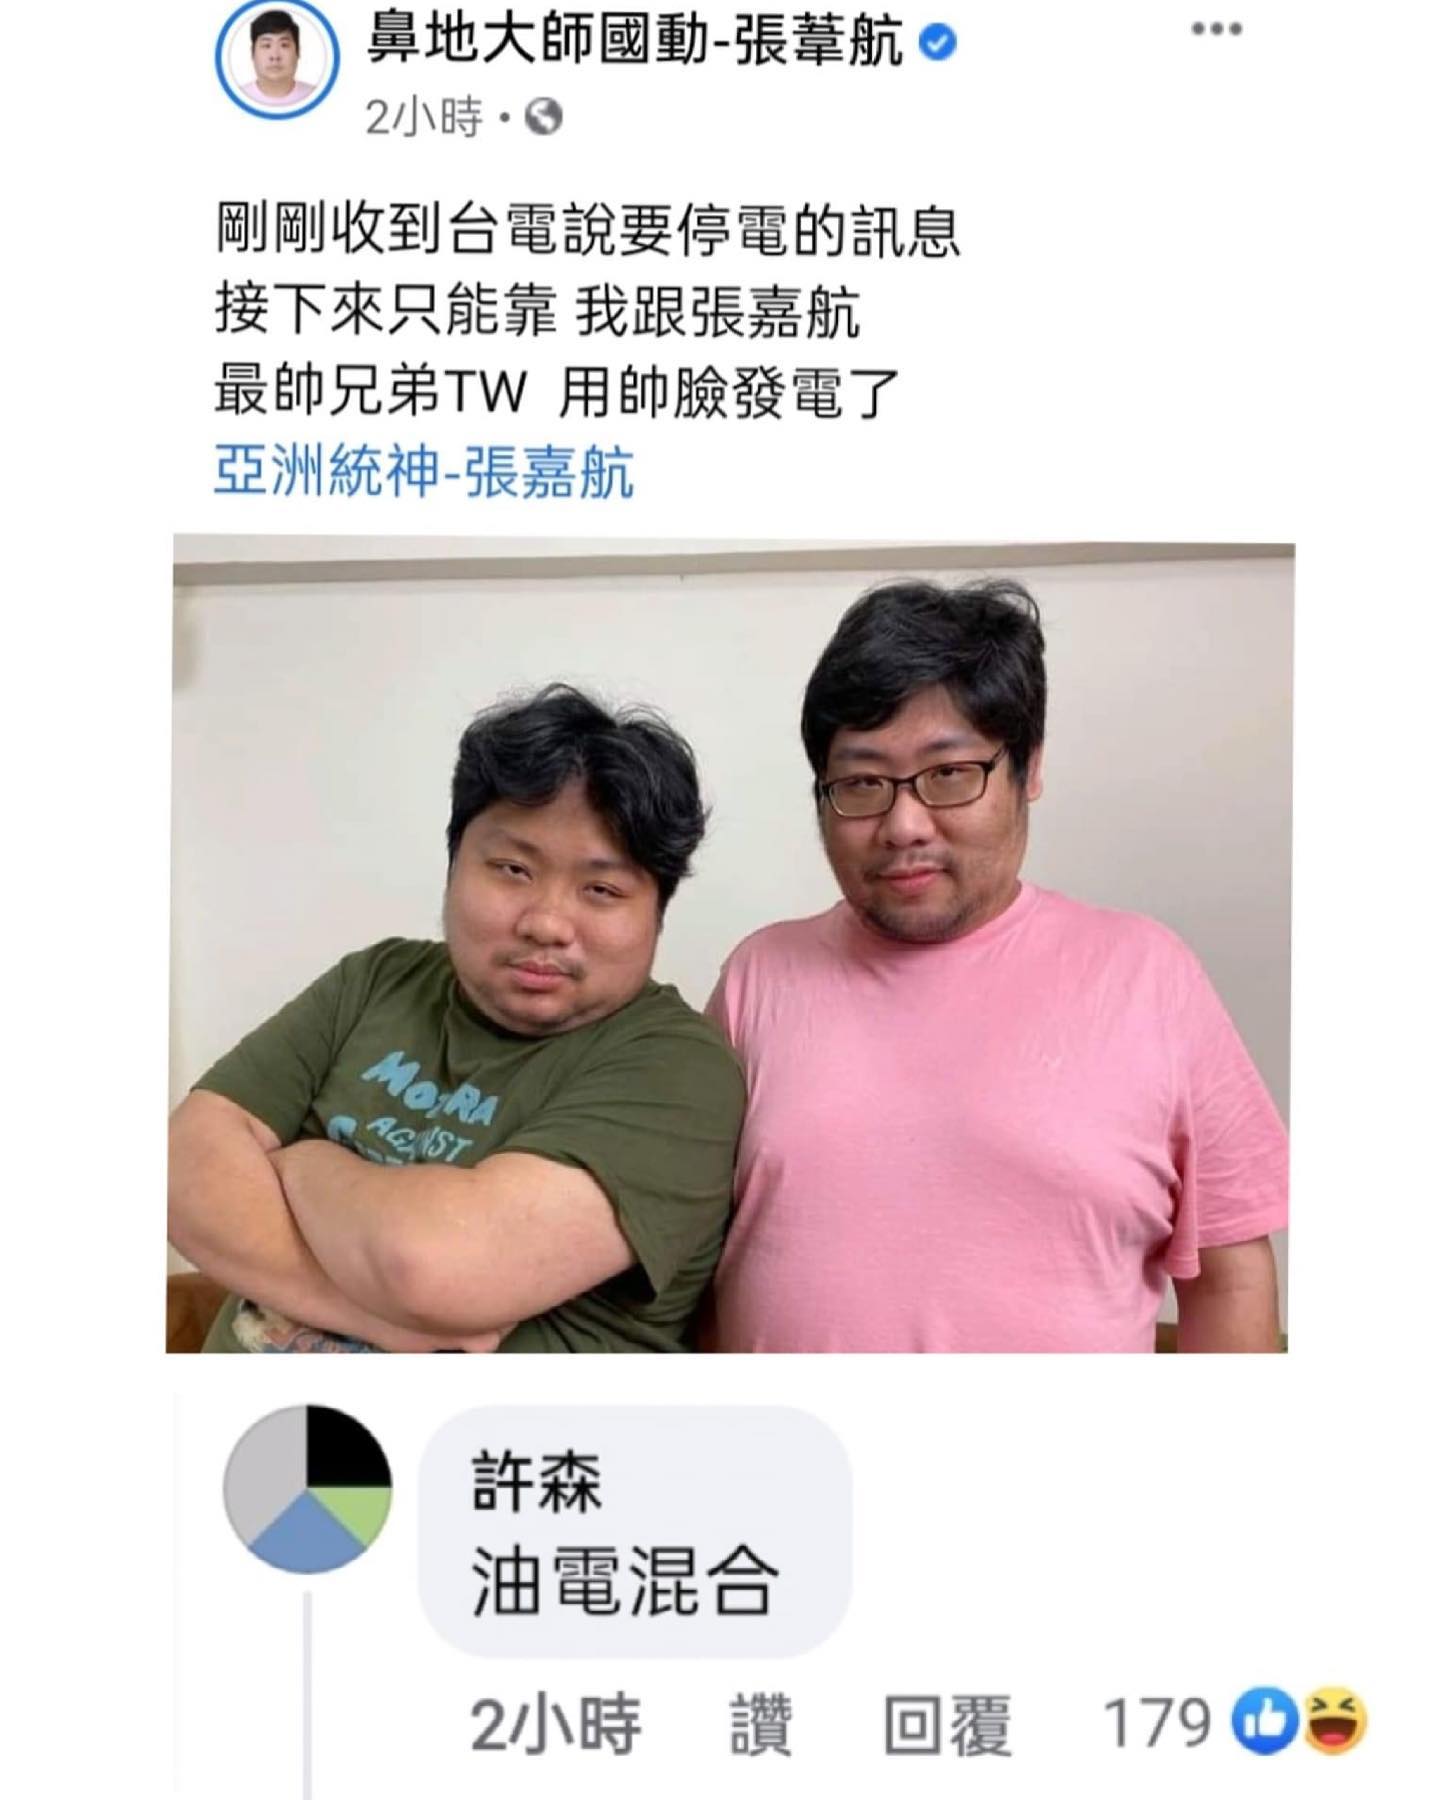 鼻地大師國動-張葦航
2小時
剛剛收到台電說要停電的訊息
接下來只能靠 我跟張嘉航
最帥兄弟TW 用帥臉發電了
亞洲統神-張嘉航
AGAINST
許森
油電混合
2小時 讚 回覆 179